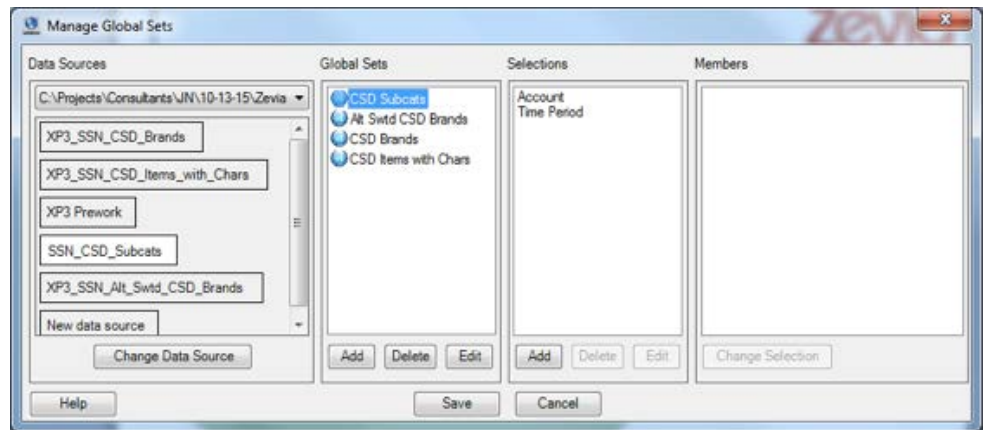 Manage Global Sets
zevia
Data Sources
Global Sets
Selections
Members
C:\Projects\Consultants\JN\10-13-15\Zevia
XP3_SSN_CSD_Brands
XP3_SSN_CSD_Items_with_Chars
XP3 Prework
SSN_CSD_Subcats
XP3_SSN_Alt_Swtd_CSD_Brands
New data source
Change Data Source
CSD Subcats
Alt Swtd CSD Brands
CSD Brands
CSD Items with Chars
Add Delete Edit
Account
Time Period
Add Delete Edit
Change Selection
Help Save Cancel